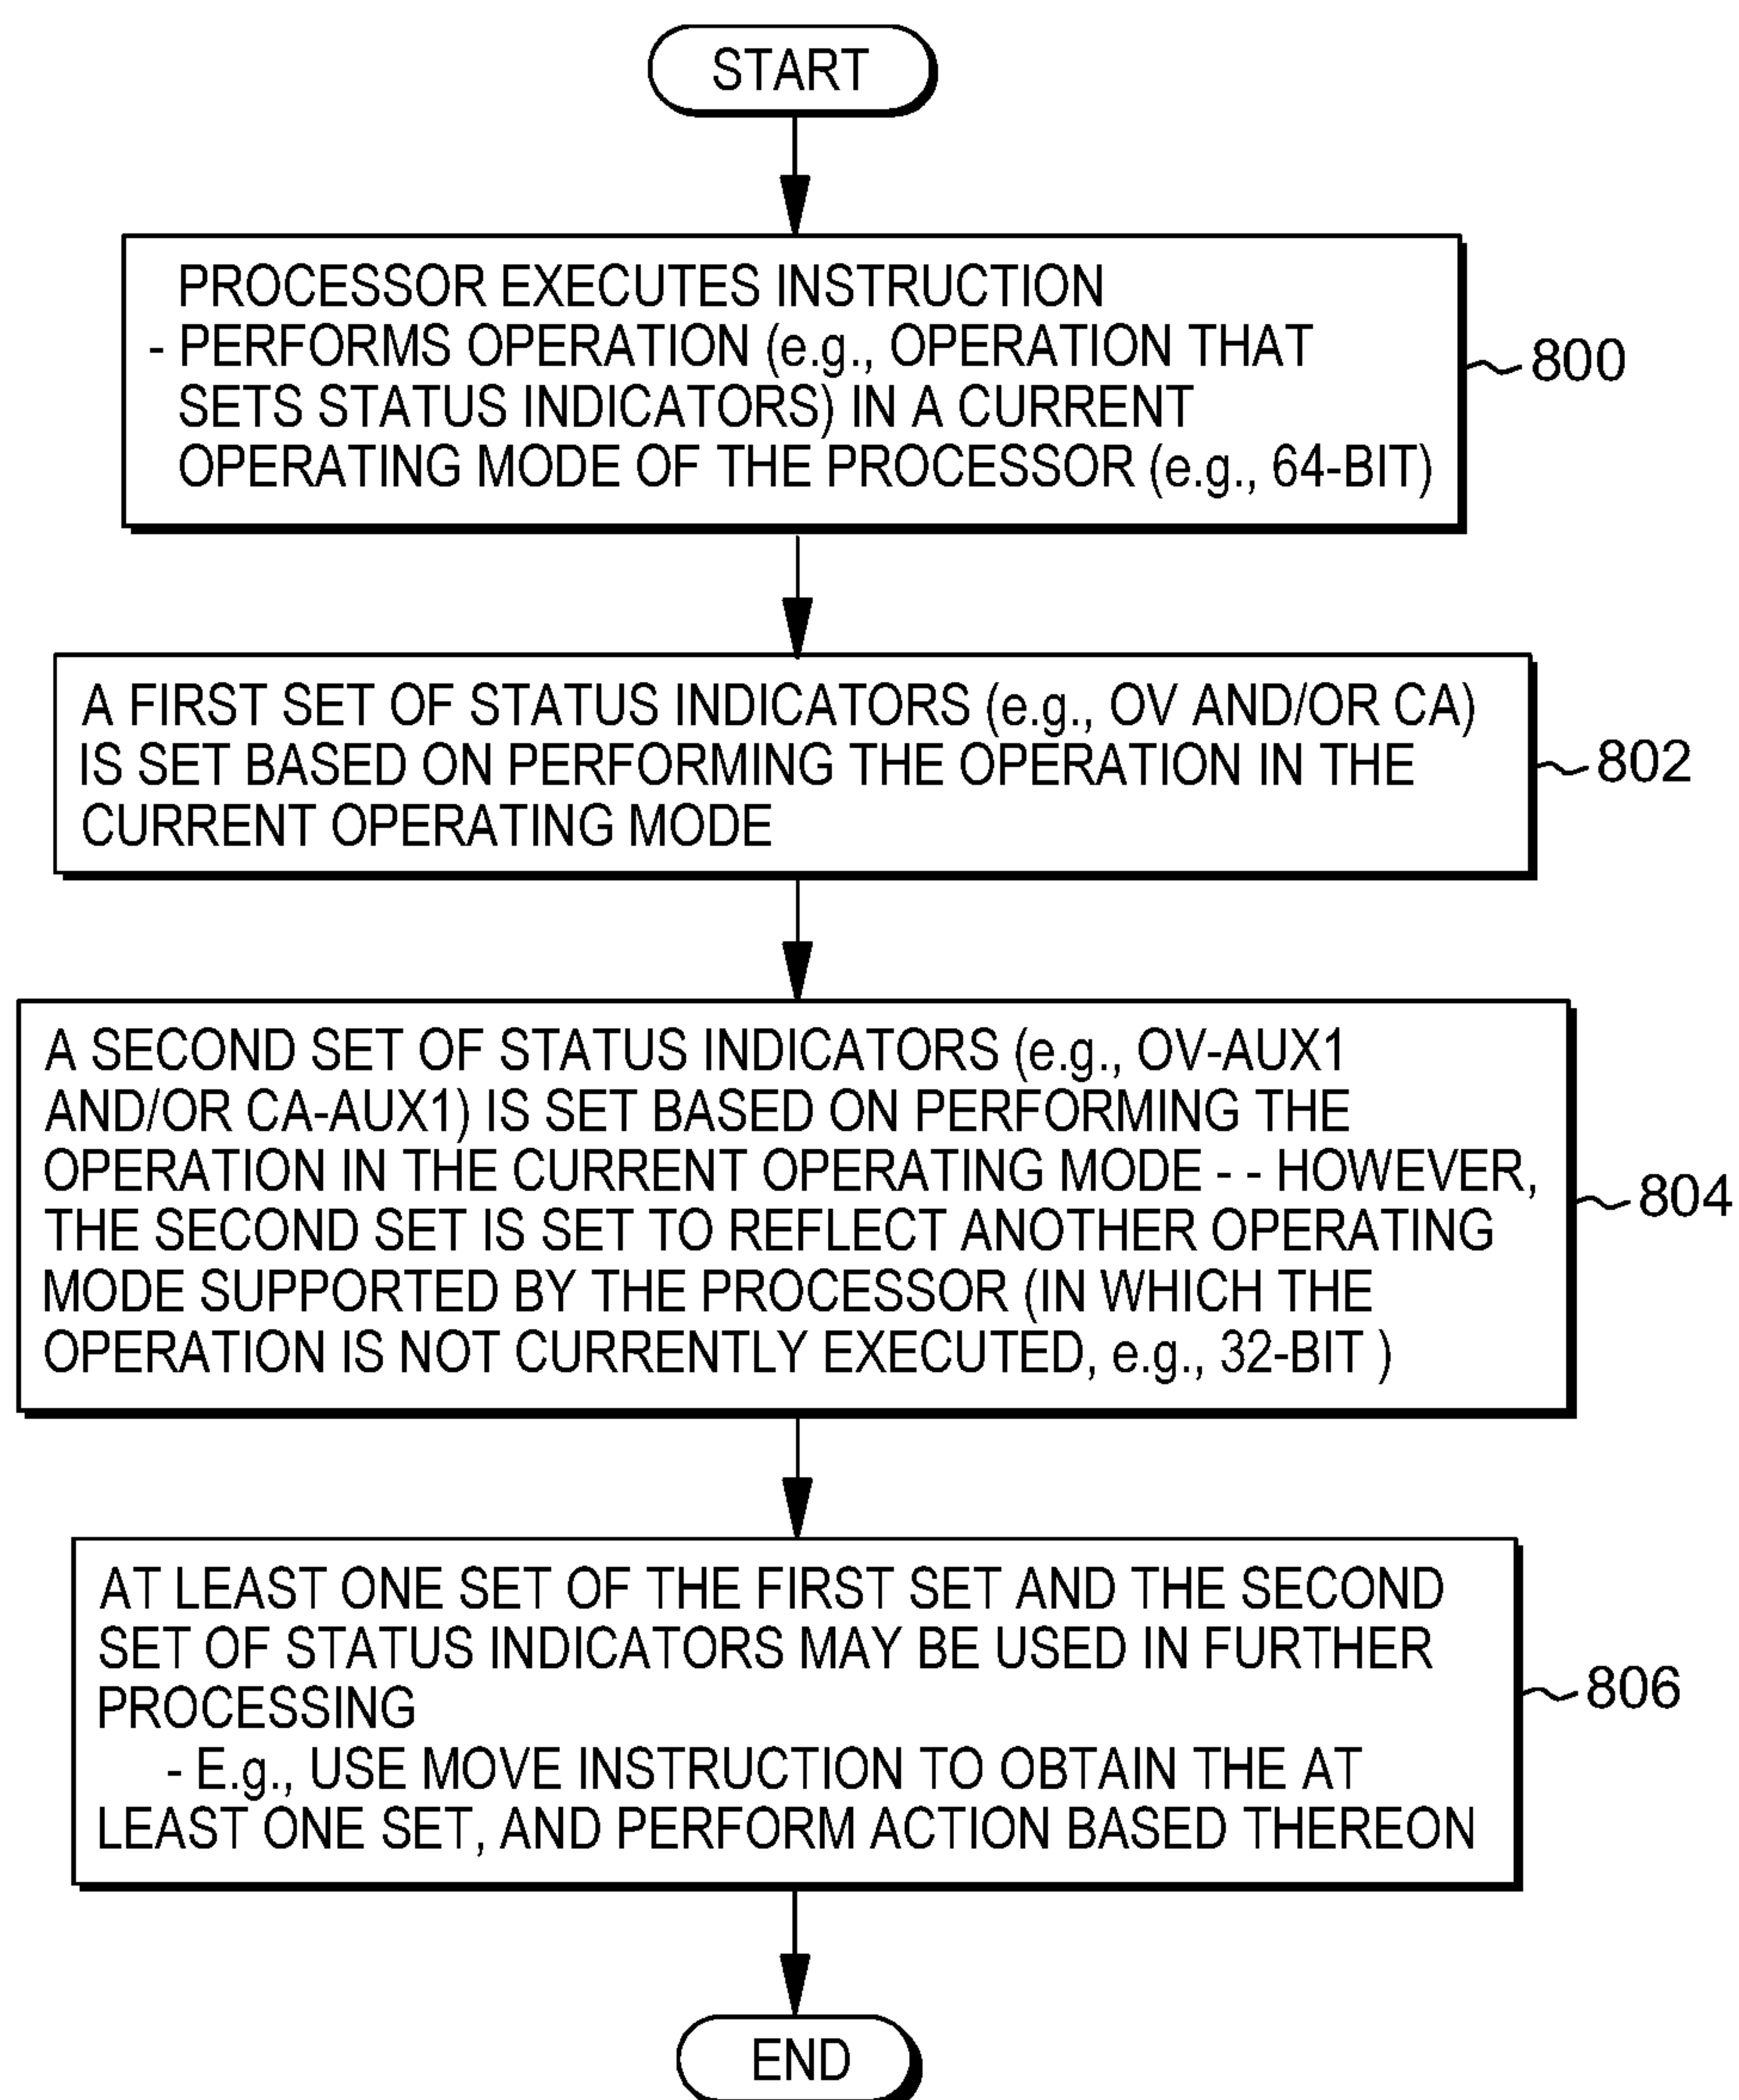 START
PROCESSOR EXECUTES INSTRUCTION
- PERFORMS OPERATION (e.g., OPERATION THAT
SETS STATUS INDICATORS) IN A CURRENT
OPERATING MODE OF THE PROCESSOR (e.g., 64-BIT)
800
A FIRST SET OF STATUS INDICATORS (e.g., OV AND/OR CA)
IS SET BASED ON PERFORMING THE OPERATION IN THE
CURRENT OPERATING MODE
802
A SECOND SET OF STATUS INDICATORS (e.g., OV-AUX1
AND/OR CA-AUX1) IS SET BASED ON PERFORMING THE
OPERATION IN THE CURRENT OPERATING MODE - - HOWEVER,
THE SECOND SET IS SET TO REFLECT ANOTHER OPERATING
MODE SUPPORTED BY THE PROCESSOR (IN WHICH THE
OPERATION IS NOT CURRENTLY EXECUTED, e.g., 32-BIT )
804
AT LEAST ONE SET OF THE FIRST SET AND THE SECOND
SET OF STATUS INDICATORS MAY BE USED IN FURTHER
PROCESSING
- E.g., USE MOVE INSTRUCTION TO OBTAIN THE AT
LEAST ONE SET, AND PERFORM ACTION BASED THEREON
806
END